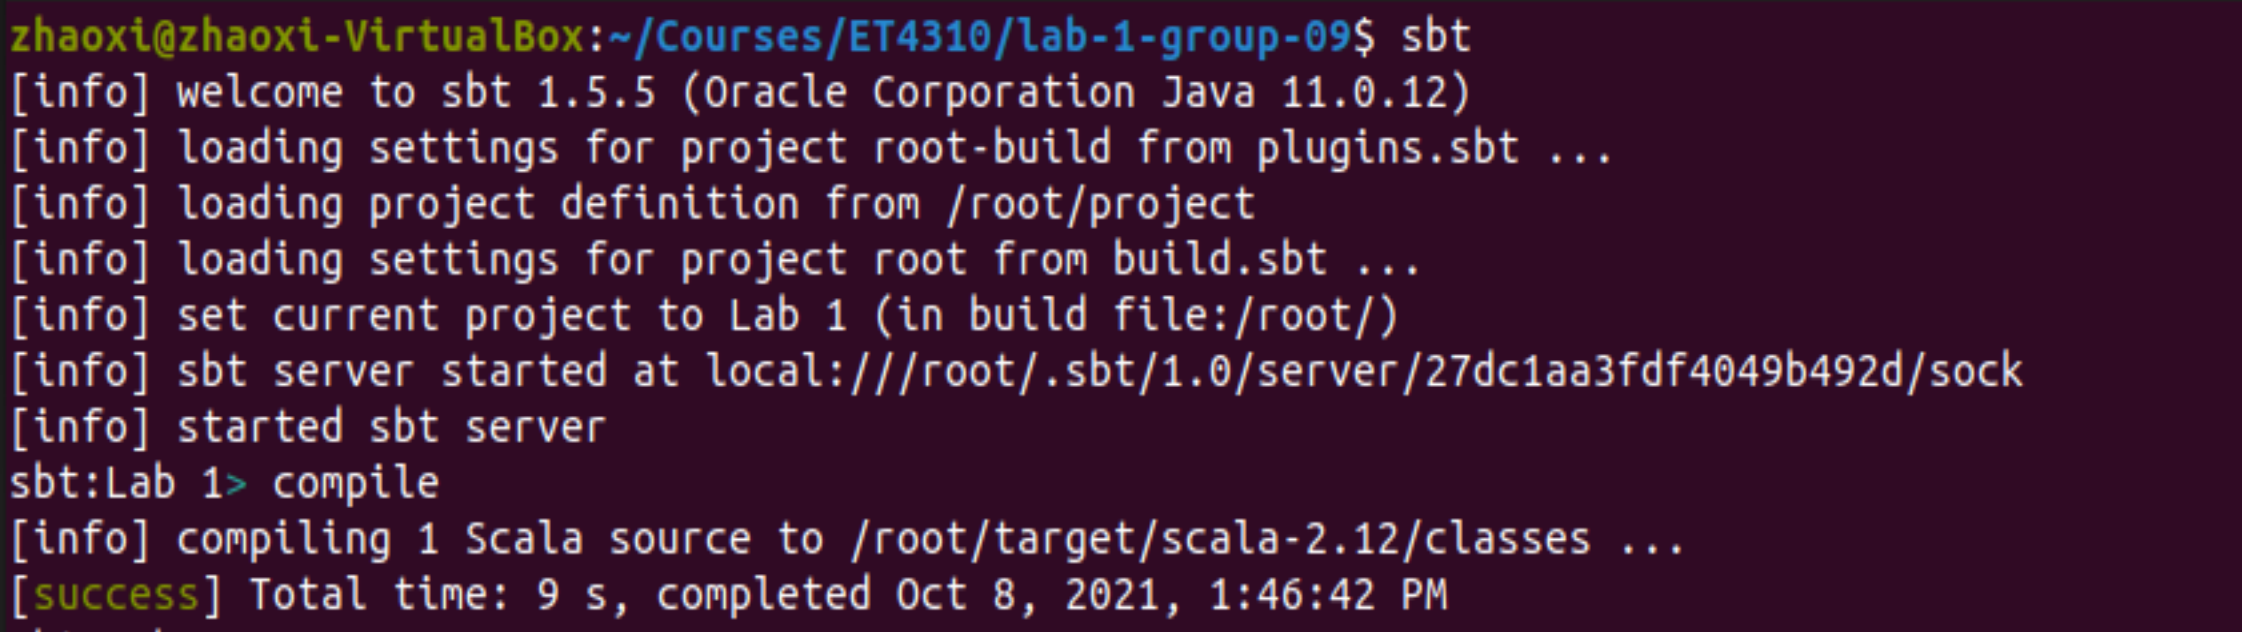 zhaoxi@zhaoxi-VirtualBox:~/Courses/ET4310/lab-1-group-09$ sbt
[info] welcome to sbt 1.5.5 (Oracle Corporation Java 11.0.12)
[info] loading settings for project root-build from plugins.sbt ...
[info] loading project definition from /root/project
[info] loading settings for project root from build.sbt ...
[info] set current project to Lab 1 (in build file:/root/)
[info] sbt server started at local:///root/.sbt/1.0/server/27dc1aa3fdf4049b492d/sock
[info] started sbt server
sbt:Lab 1> compile
[info] compiling 1 Scala source to /root/target/scala-2.12/classes ...
[success] Total time: 9 s, completed Oct 8, 2021, 1:46:42 PM